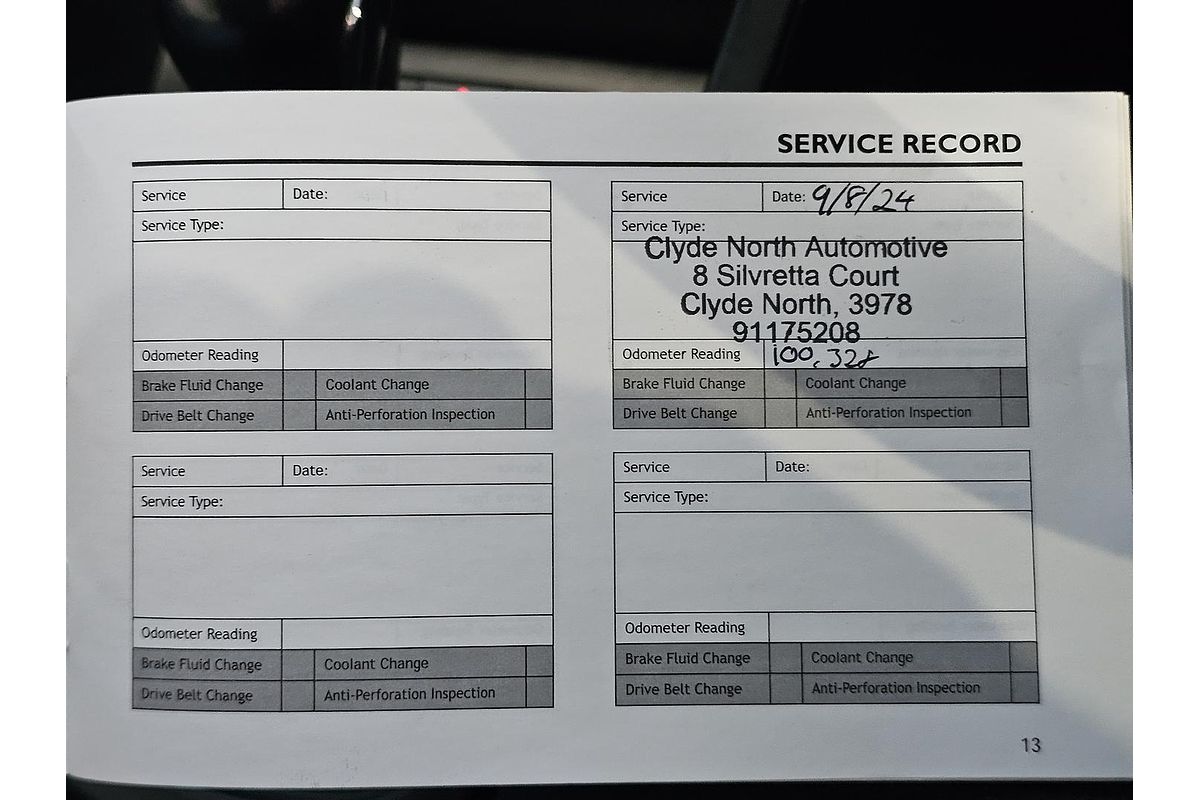 SERVICE RECORD
Service Date:
Service Type:
Odometer Reading
Brake Fluid Change Coolant Change
Drive Belt Change Anti-Perforation Inspection
Service Date: 9/8/24
Service Type:
Clyde North Automotive
8 Silvretta Court
Clyde North, 3978
91175208
Odometer Reading 100,328
Brake Fluid Change Coolant Change
Drive Belt Change Anti-Perforation Inspection
Service Date:
Service Type:
Odometer Reading
Brake Fluid Change Coolant Change
Drive Belt Change Anti-Perforation Inspection
Service Date:
Service Type:
Odometer Reading
Brake Fluid Change Coolant Change
Drive Belt Change Anti-Perforation Inspection
13